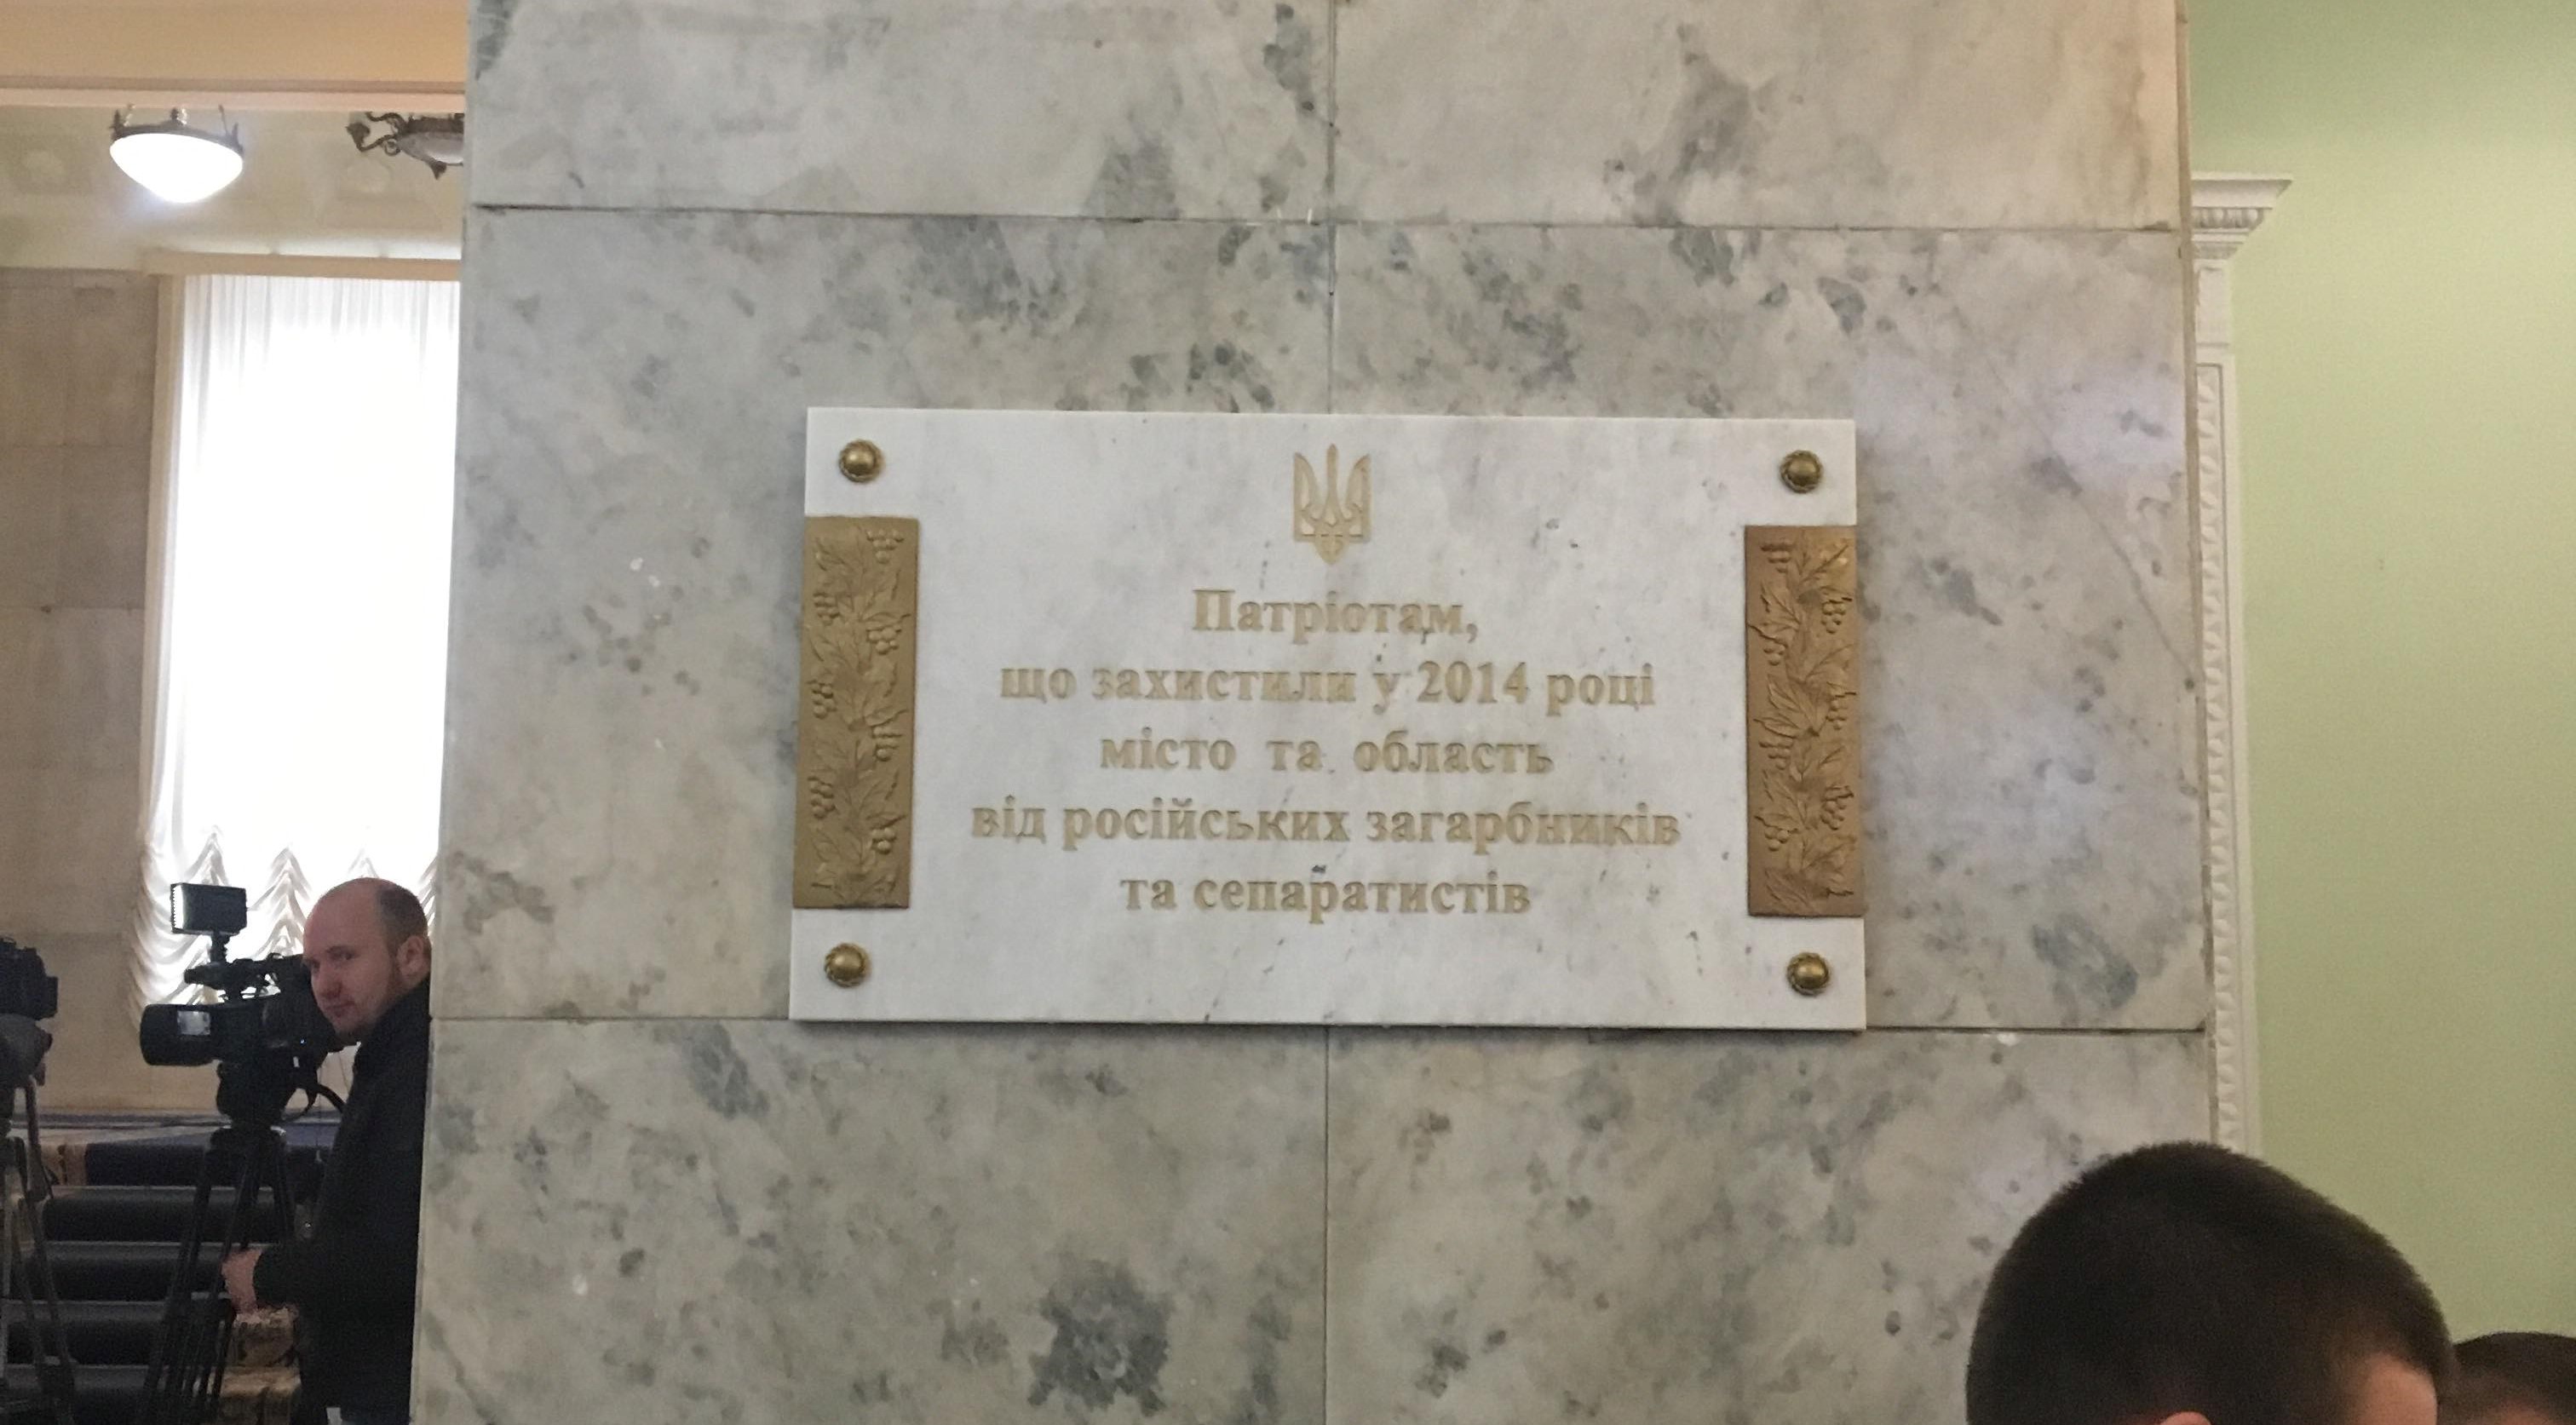 Патріотам,
що захистили у 2014 році
місто та область
від російських загарбників
та сепаратистів